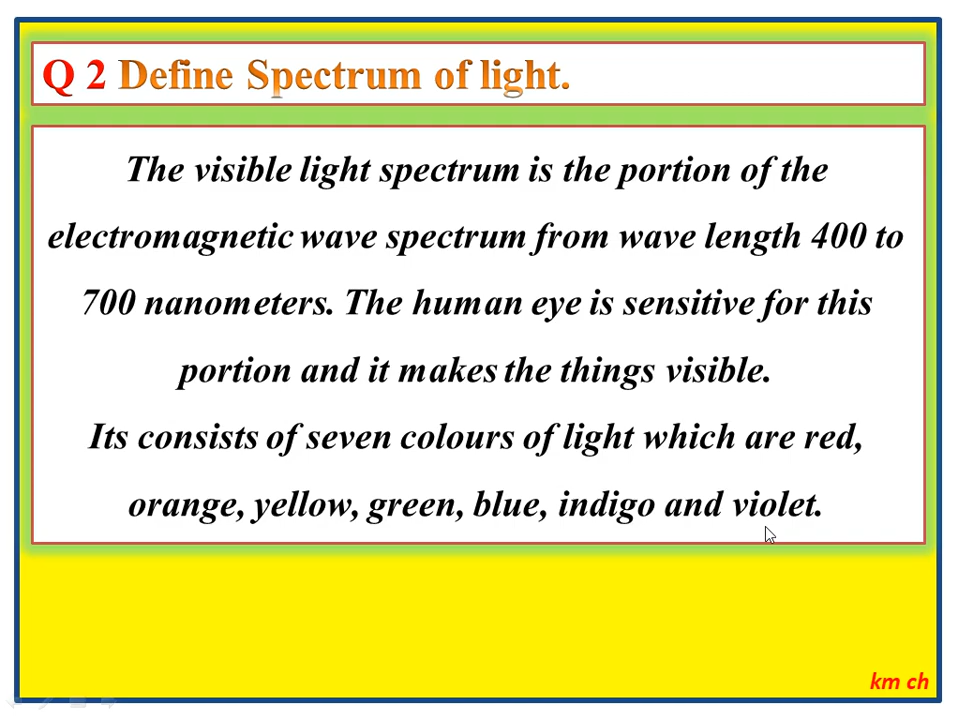 Q 2 Define Spectrum of light.
The visible light spectrum is the portion of the
electromagnetic wave spectrum from wave length 400 to
700 nanometers. The human eye is sensitive for this
portion and it makes the things visible.
Its consists of seven colours of light which are red,
orange, yellow, green, blue, indigo and violet.
km ch